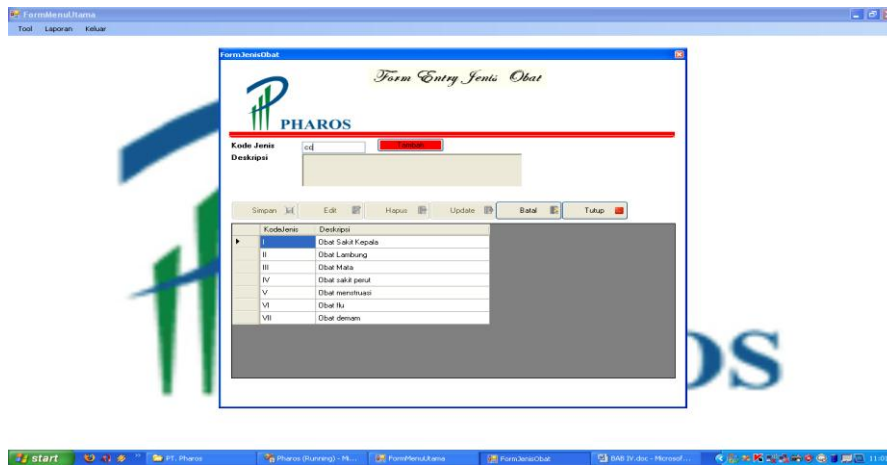 FormMenuUtama
Tool Laporan Keluar
FormJenisObat
Form Entry Jenis Obat
PHAROS
Kode Jenis cc Tambah
Deskripsi
Simpan Edit Hapus Update Batal Tutup
KodeJenis Deskripsi
I Obat Sakit Kepala
II Obat Lambung
III Obat Mata
IV Obat sakit perut
V Obat menstruasi
VI Obat flu
VII Obat demam
OS
start PT. Pharos Pharos (Running) - Mi... FormMenuUtama FormJenisObat BAB IV.doc - Microsof...